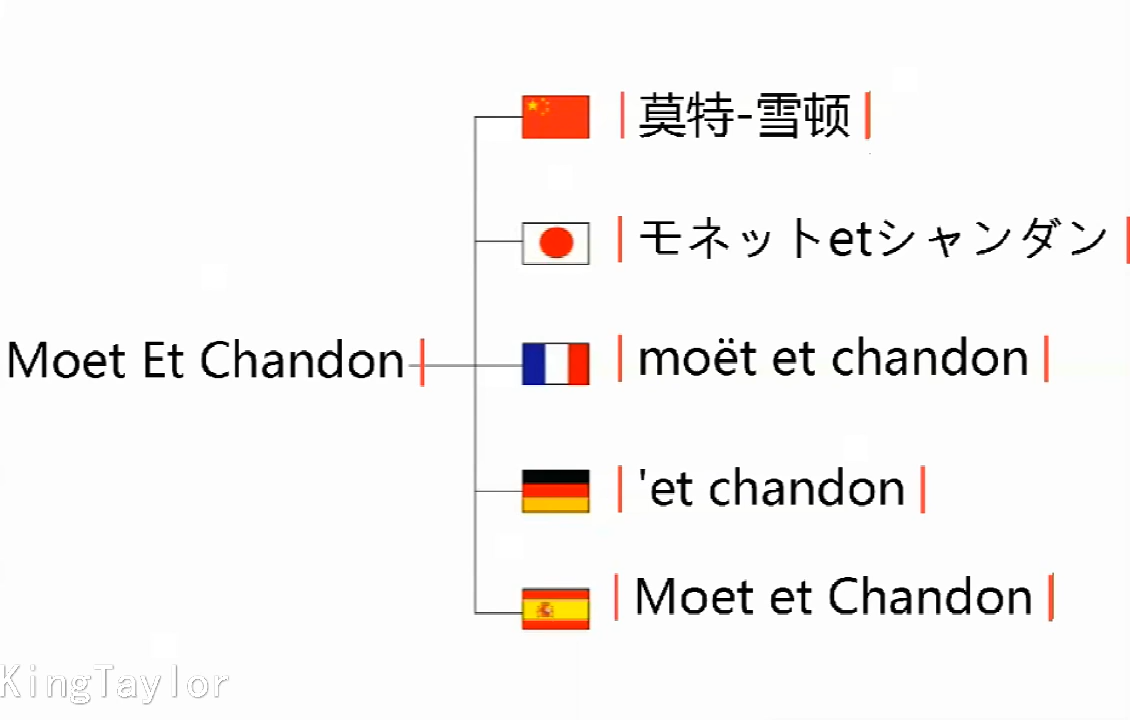 莫特-雪顿
モネットetシャンダン
Moet Et Chandon
moët et chandon
'et chandon
Moet et Chandon
KingTaylor